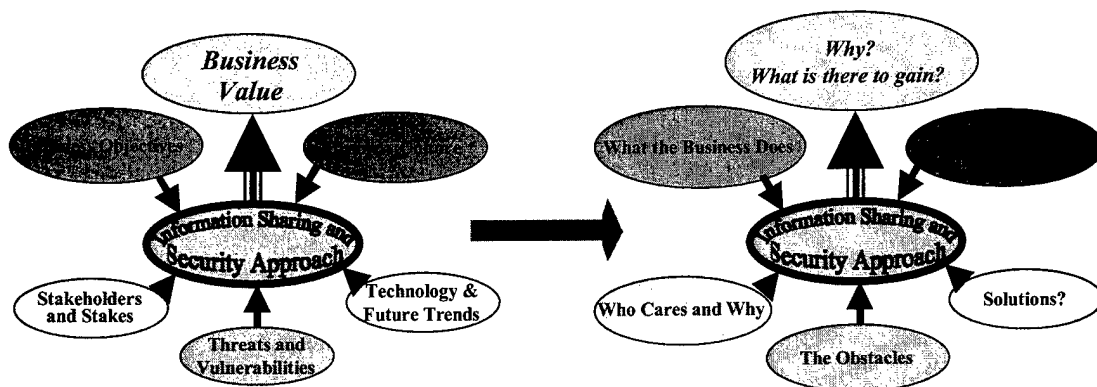 Business
Value
Objectives
Information Sharing and
Security Approach
Stakeholders
and Stakes
Technology &
Future Trends
Threats and
Vulnerabilities
Why?
What is there to gain?
What the Business Does
Information Sharing and
Security Approach
Who Cares and Why
Solutions?
The Obstacles